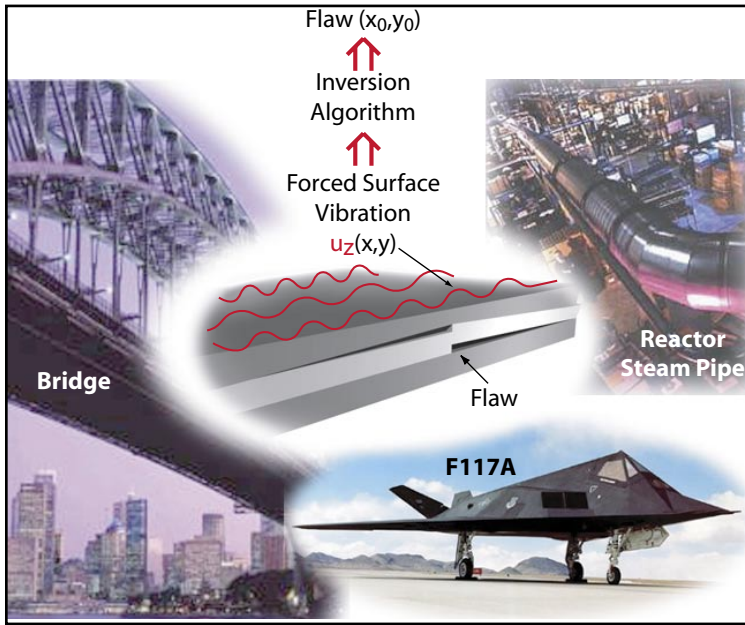 Flaw (x0,y0)
Inversion
Algorithm
Forced Surface
Vibration
uz(x,y)
Bridge
Reactor
Steam Pipe
Flaw
F117A